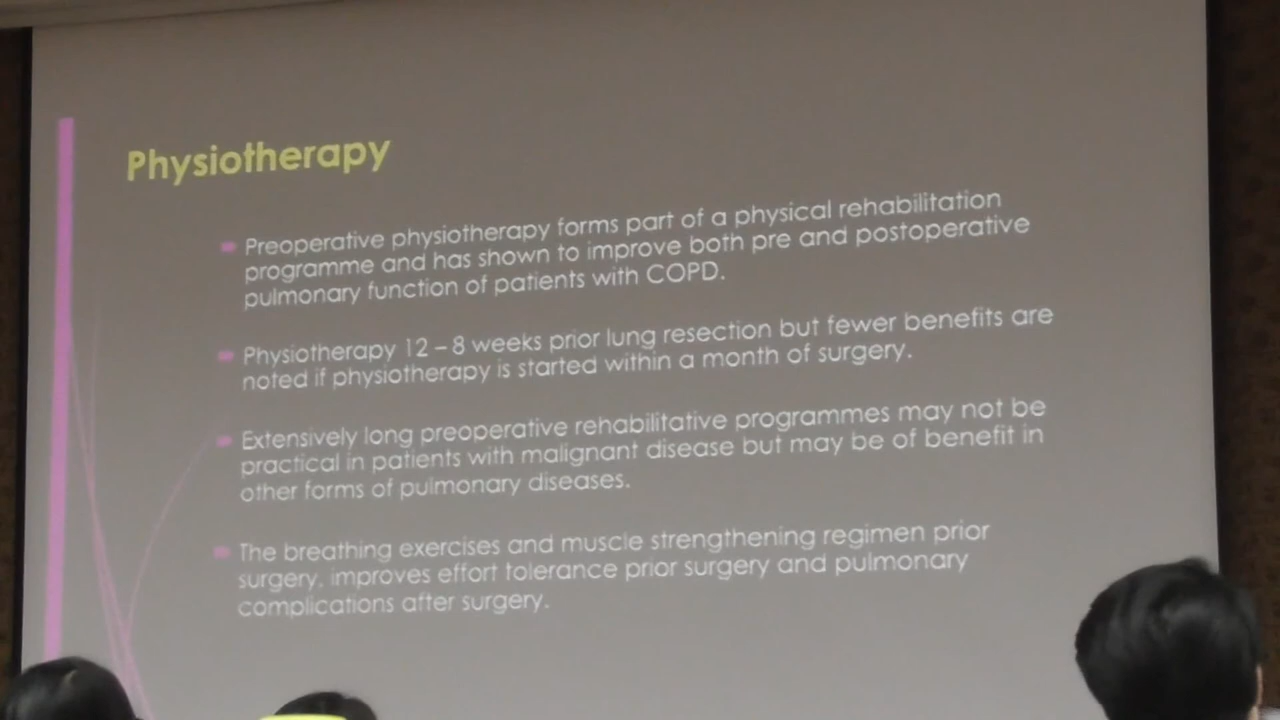 Physiotherapy
Preoperative physiotherapy forms part of a physical rehabilitation
programme and has shown to improve both pre and postoperative
pulmonary function of patients with COPD.
Physiotherapy 12 – 8 weeks prior lung resection but fewer benefits are
noted if physiotherapy is started within a month of surgery.
Extensively long preoperative rehabilitative programmes may not be
practical in patients with malignant disease but may be of benefit in
other forms of pulmonary diseases.
The breathing exercises and muscle strengthening regimen prior
surgery, improves effort tolerance prior surgery and pulmonary
complications after surgery.